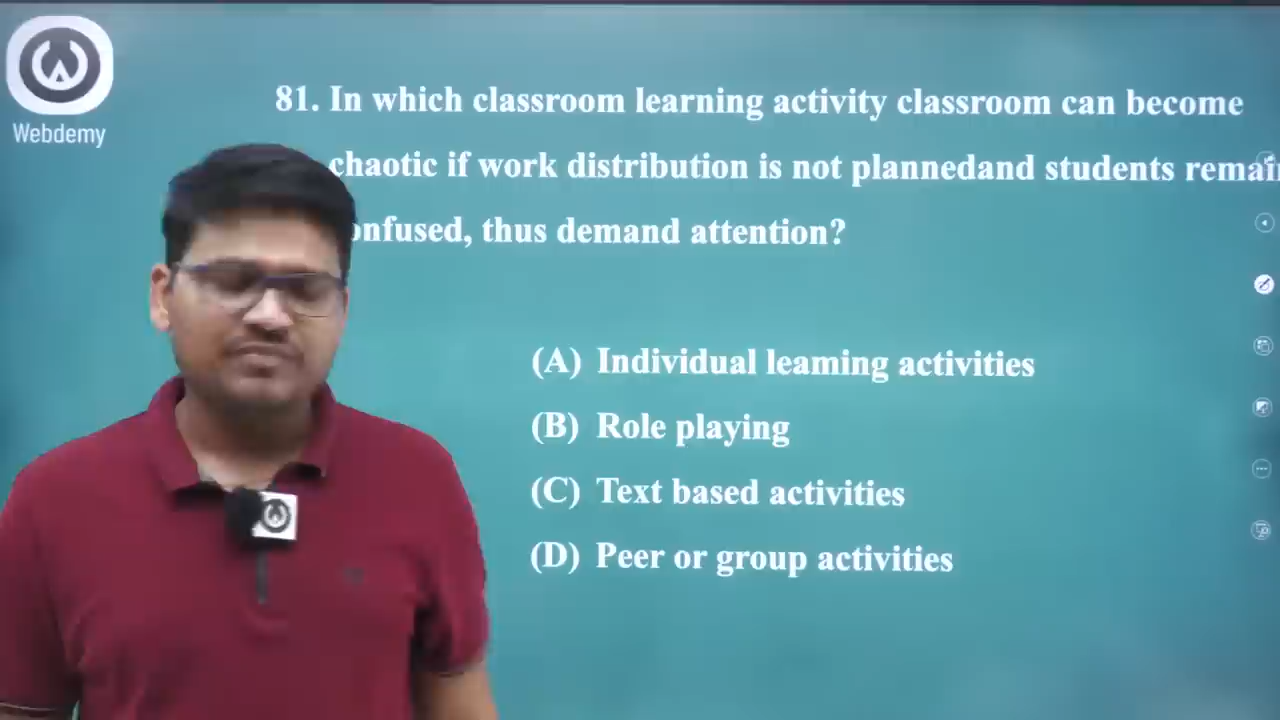 Webdemy
81. In which classroom learning activity classroom can become
chaotic if work distribution is not plannedand students remain
onfused, thus demand attention?
(A) Individual leaming activities
(B) Role playing
(C) Text based activities
(D) Peer or group activities